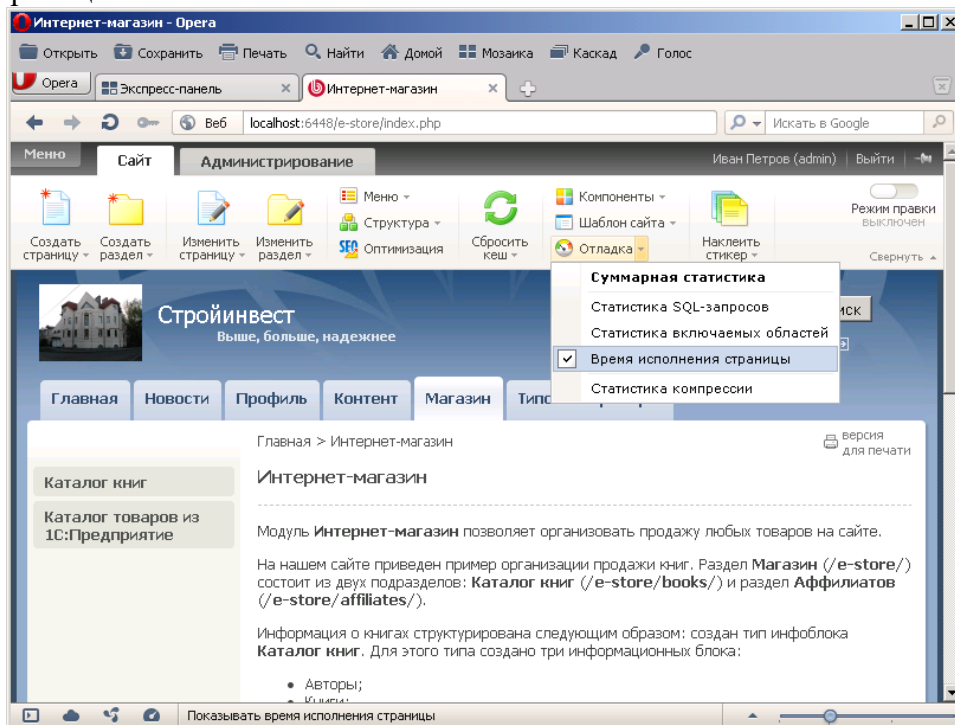 Интернет-магазин - Opera
Открыть Сохранить Печать Найти Домой Мозаика Каскад Голос
Opera Экспресс-панель Интернет-магазин
Веб localhost:6448/e-store/index.php Искать в Google
Меню Сайт Администрирование Иван Петров (admin) Выйти
Создать страницу
Создать раздел
Изменить страницу
Изменить раздел
Меню
Структура
SEO Оптимизация
Сбросить кеш
Компоненты
Шаблон сайта
Отладка
Наклеить стикер
Режим правки
выключен
Свернуть
Суммарная статистика
Статистика SQL-запросов
Статистика включаемых областей
Время исполнения страницы
Статистика компрессии
Стройинвест
Выше, больше, надежнее
иск
Главная Новости Профиль Контент Магазин
Главная > Интернет-магазин
версия
для печати
Каталог книг
Каталог товаров из
1С:Предприятие
Интернет-магазин
Модуль Интернет-магазин позволяет организовать продажу любых товаров на сайте.
На нашем сайте приведен пример организации продажи книг. Раздел Магазин (/e-store/)
состоит из двух подразделов: Каталог книг (/e-store/books/) и раздел Аффилиатов
(/e-store/affiliates/).
Информация о книгах структурирована следующим образом: создан тип инфоблока
Каталог книг. Для этого типа создано три информационных блока:
• Авторы;
• Книги;
Показывать время исполнения страницы